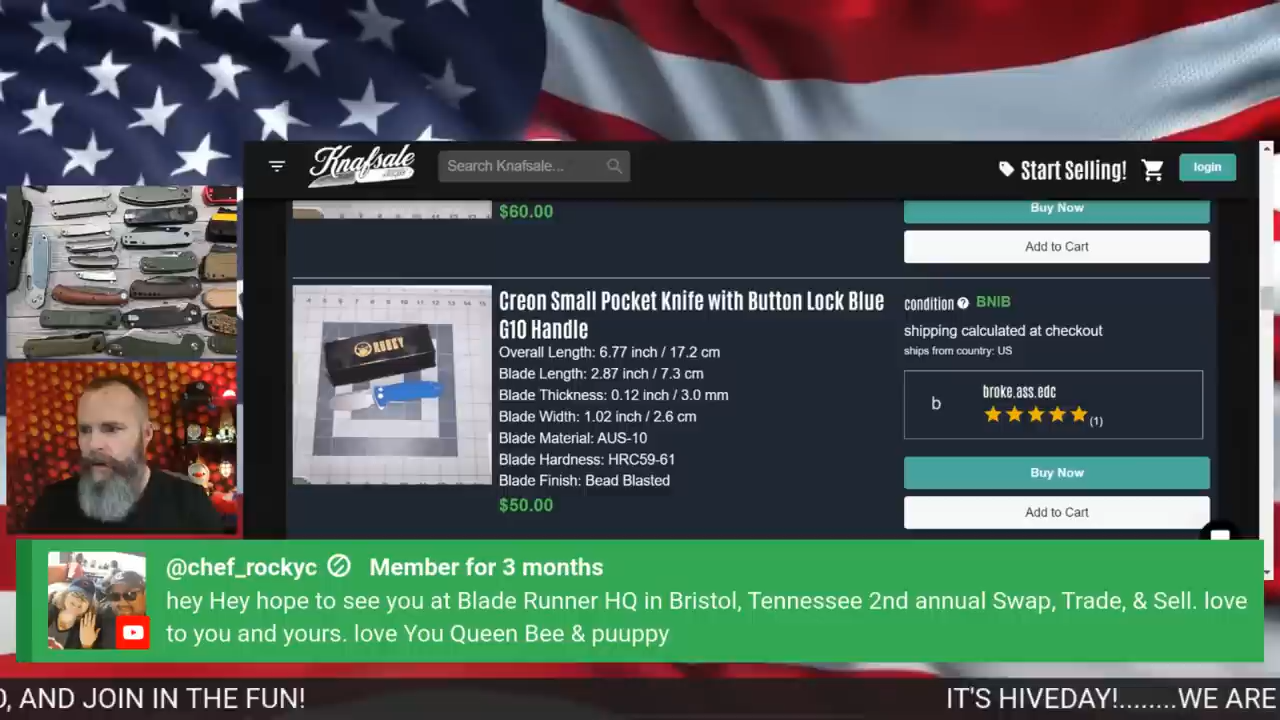 Knafsale
Search Knafsale...
Start Selling!
login
$60.00
Buy Now
Add to Cart
Creon Small Pocket Knife with Button Lock Blue
G10 Handle
Overall Length: 6.77 inch / 17.2 cm
Blade Length: 2.87 inch / 7.3 cm
Blade Thickness: 0.12 inch / 3.0 mm
Blade Width: 1.02 inch / 2.6 cm
Blade Material: AUS-10
Blade Hardness: HRC59-61
Blade Finish: Bead Blasted
$50.00
condition BNIB
shipping calculated at checkout
ships from country: US
b
broke.ass.edc
(1)
Buy Now
Add to Cart
@chef_rockyc Member for 3 months
hey Hey hope to see you at Blade Runner HQ in Bristol, Tennessee 2nd annual Swap, Trade, & Sell. love
to you and yours. love You Queen Bee & puuppy
O, AND JOIN IN THE FUN! IT'S HIVEDAY!........WE ARE